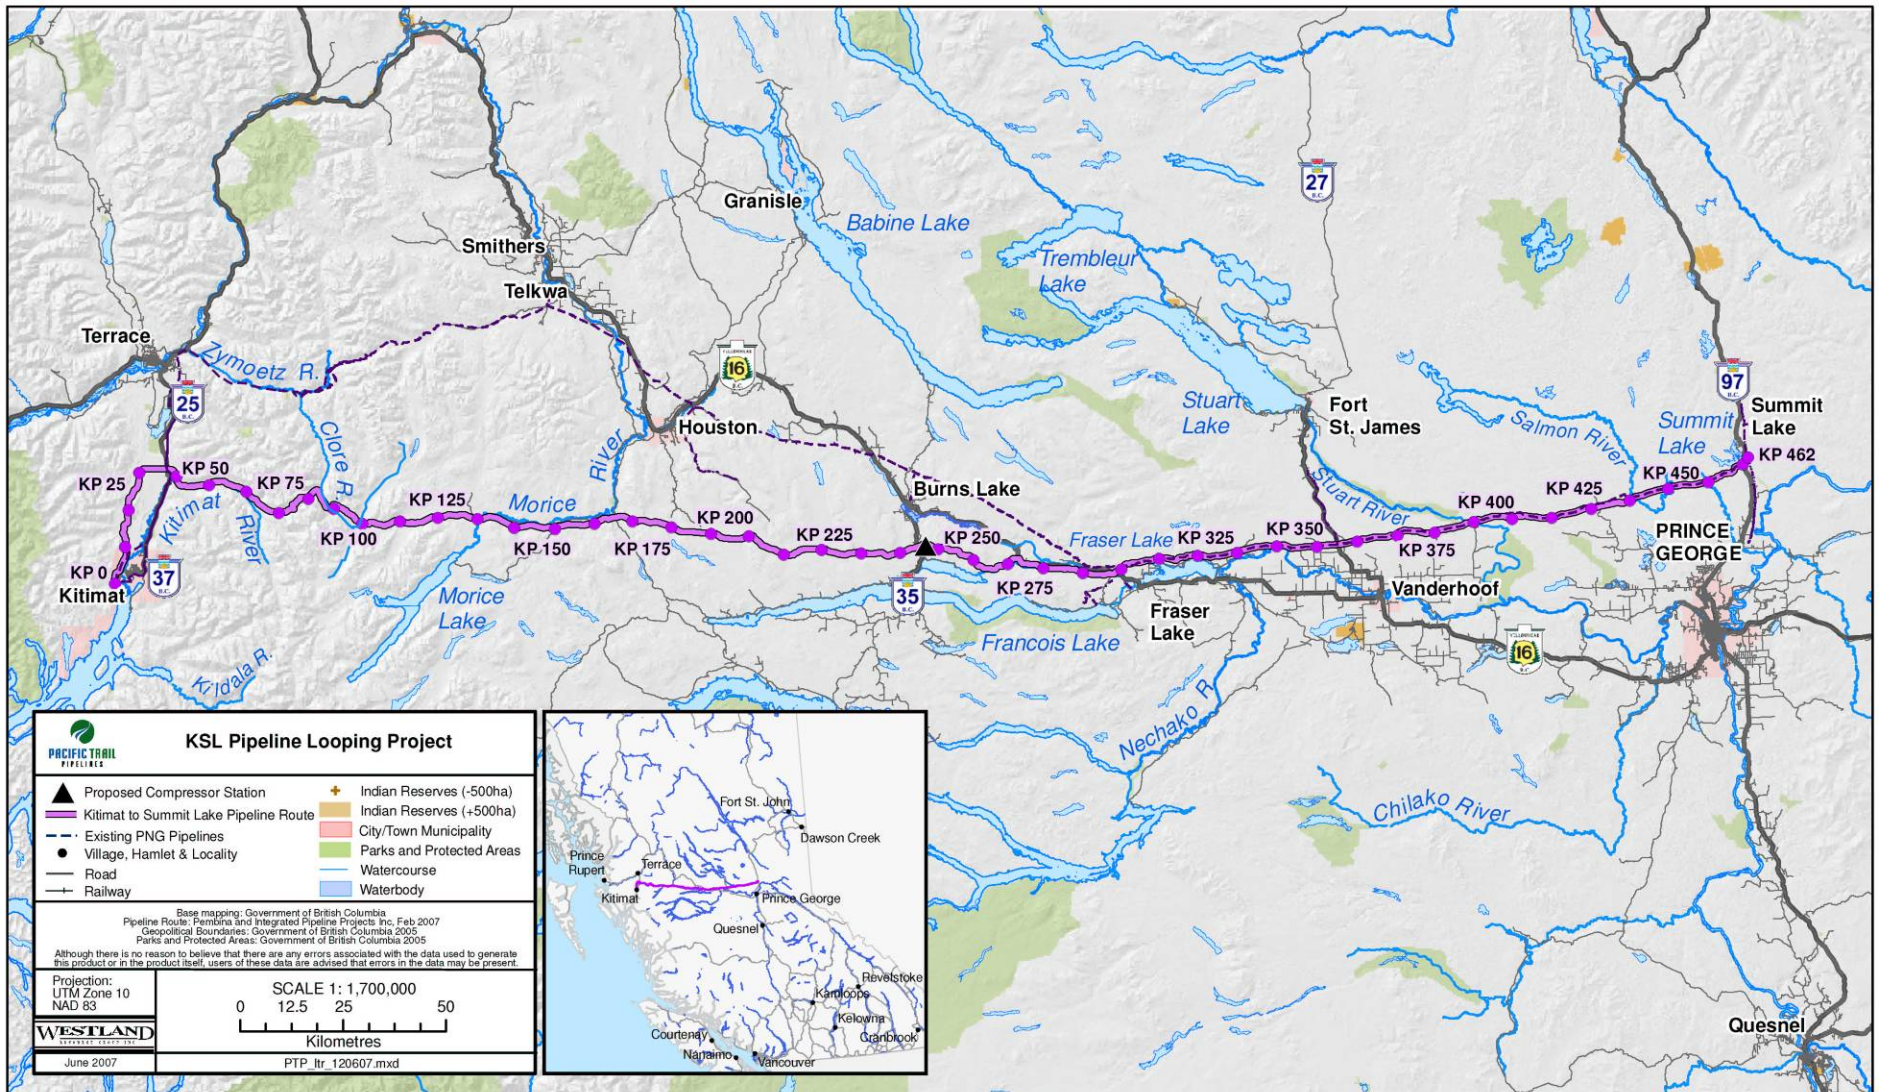 27
B.C.
Granisle
Babine Lake
Smithers
Trembleur
Lake
Telkwa
Terrace
Zymoetz R.
16
B.C.
25
B.C.
97
B.C.
Stuart
Lake
Fort
St. James
Summit
Lake
Summit
Lake
Salmon River
Houston
Clore R.
River
KP 462
KP 50
KP 25
KP 75
KP 450
Burns Lake
Stuart River
KP 425
KP 125
Morice
KP 400
Kitimat
River
KP 200
KP 350
PRINCE
GEORGE
KP 100
KP 150
KP 175
KP 225
KP 250
Fraser Lake
KP 325
KP 375
KP 0
Kitimat
37
B.C.
Morice
Lake
35
B.C.
KP 275
Vanderhoof
Fraser
Lake
Francois Lake
16
B.C.
Kildala R.
Nechako R.
Chilako River
Quesnel
PACIFIC TRAIL
PIPELINES
KSL Pipeline Looping Project
Proposed Compressor Station
Kitimat to Summit Lake Pipeline Route
Existing PNG Pipelines
Village, Hamlet & Locality
Road
Railway
Indian Reserves (-500ha)
Indian Reserves (+500ha)
City/Town Municipality
Parks and Protected Areas
Watercourse
Waterbody
Base mapping: Government of British Columbia
Pipeline Route: Pembina and Integrated Pipeline Projects Inc, Feb 2007
Geopolitical Boundaries: Government of British Columbia 2005
Parks and Protected Areas: Government of British Columbia 2005
Although there is no reason to believe that there are any errors associated with the data used to generate
this product or in the product itself, users of these data are advised that errors in the data may be present.
Projection:
UTM Zone 10
NAD 83
SCALE 1: 1,700,000
0 12.5 25 50
Kilometres
WESTLAND
June 2007
PTP_ltr_120607.mxd
Fort St. John
Dawson Creek
Prince
Rupert
Terrace
Kitimat
Prince George
Quesnel
Revelstoke
Kamloops
Kelowna
Cranbrook
Courtenay
Nanaimo
Vancouver